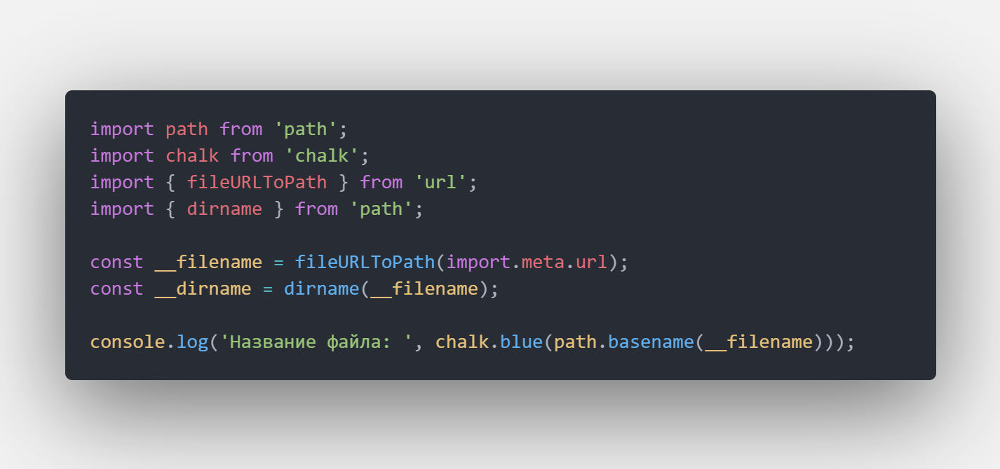 import path from 'path';
import chalk from 'chalk';
import { fileURLToPath } from 'url';
import { dirname } from 'path';
const __filename = fileURLToPath(import.meta.url);
const __dirname = dirname(__filename);
console.log('Название файла: ', chalk.blue(path.basename(__filename)));